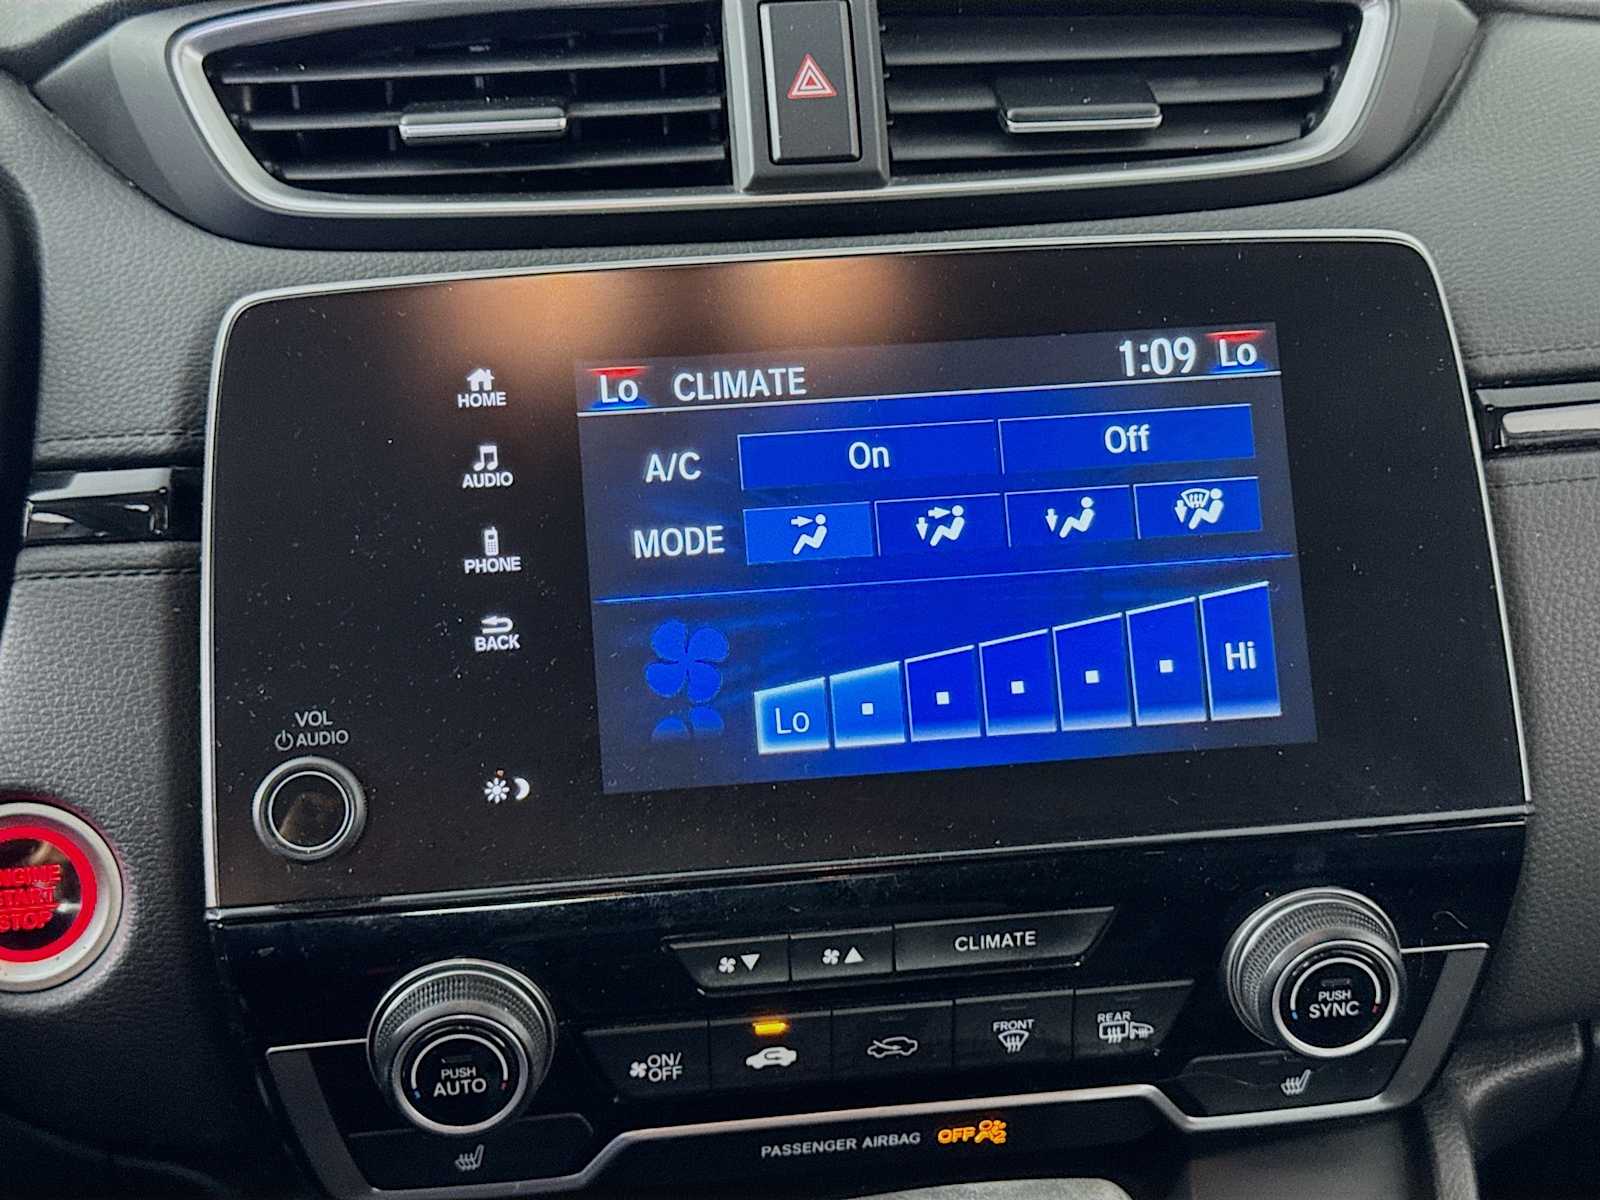 Lo CLIMATE 1:09 Lo
HOME
A/C On Off
AUDIO
MODE
PHONE
BACK
Lo Hi
VOL
AUDIO
ENGINE
START
STOP
CLIMATE
PUSH
AUTO
ON/
OFF
FRONT
REAR
PUSH
SYNC
PASSENGER AIRBAG OFF 2